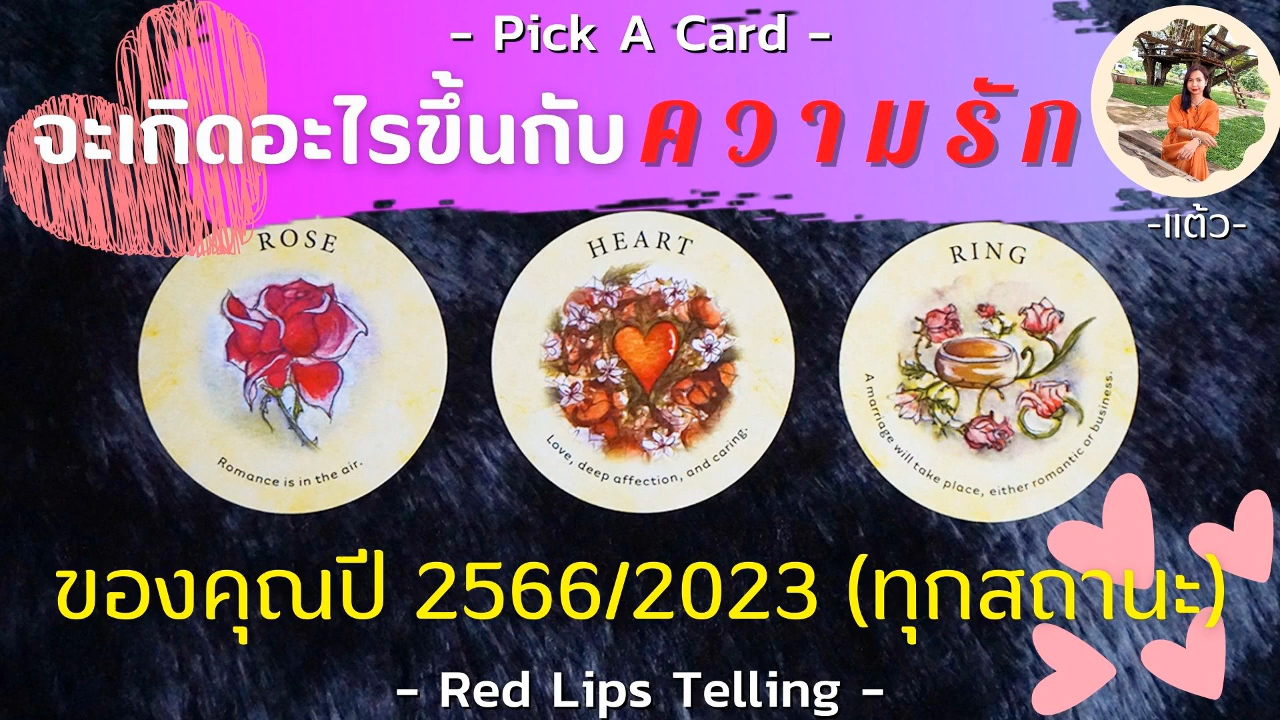 - Pick A Card -
จะเกิดอะไรขึ้นกับความรัก
-แต้ว-
ROSE
Romance is in the air.
HEART
Love, deep affection, and caring.
RING
A marriage will take place, either romantic or business.
ของคุณปี 2566/2023 (ทุกสถานะ)
- Red Lips Telling -